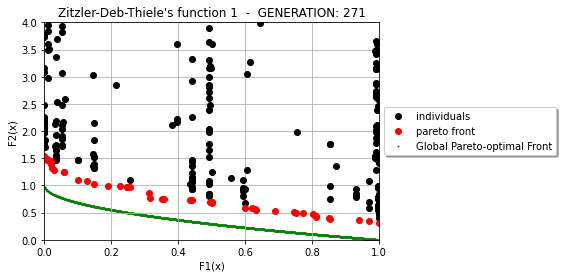 Zitzler-Deb-Thiele's function 1 - GENERATION: 271
4.0
3.5
3.0
2.5
2.0
1.5
1.0
0.5
0.0
F2(x)
0.0 0.2 0.4 0.6 0.8 1.0
F1(x)
individuals
pareto front
Global Pareto-optimal Front